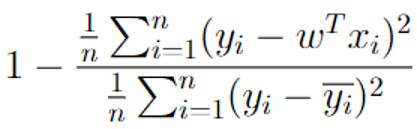 1 - \frac{\frac{1}{n} \sum_{i=1}^{n} (y_i - w^T x_i)^2}{\frac{1}{n} \sum_{i=1}^{n} (y_i - \overline{y_i})^2}